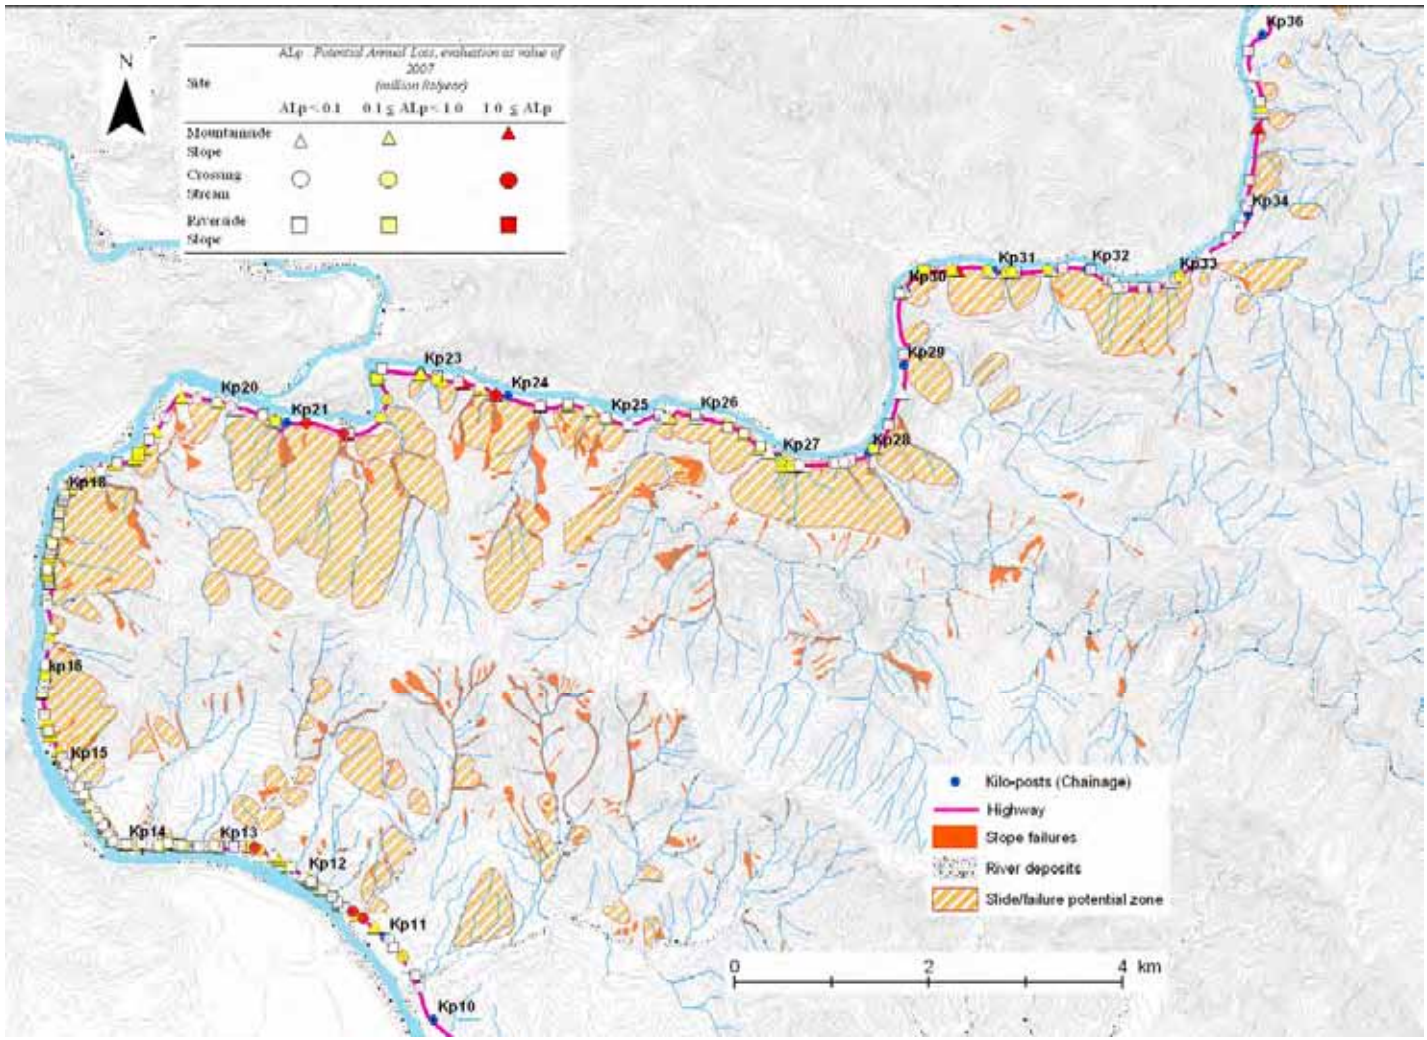 N
ALp : Potential Annual Loss, evaluation as value of
2007
Site
ALp < 0.1 0.1 ≦ ALp < 1.0 1.0 ≦ ALp
Mountainside
Slope
Crossing
Stream
Riverside
Slope
Kp36
Kp34
Kp33
Kp32
Kp31
Kp30
Kp29
Kp28
Kp27
Kp26
Kp25
Kp24
Kp23
Kp21
Kp20
Kp18
kp16
Kp15
Kp14
Kp13
Kp12
Kp11
Kp10
Kilo-posts (Chainage)
Highway
Slope failures
River deposits
Slide/failure potential zone
0 2 4 km